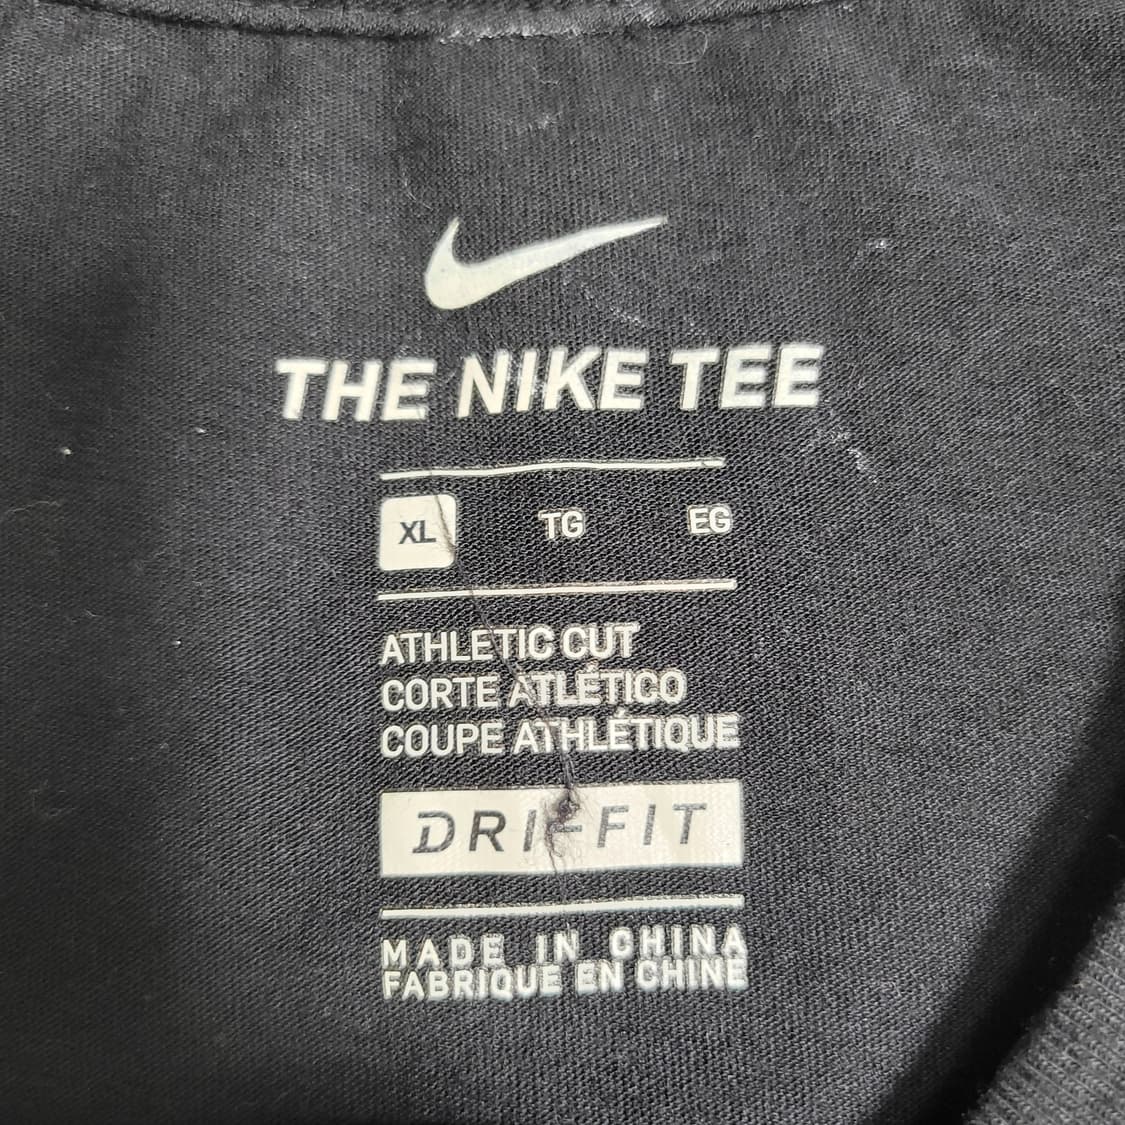 THE NIKE TEE
XL TG EG
ATHLETIC CUT
CORTE ATLÉTICO
COUPE ATHLÉTIQUE
DRI-FIT
MADE IN CHINA
FABRIQUE EN CHINE